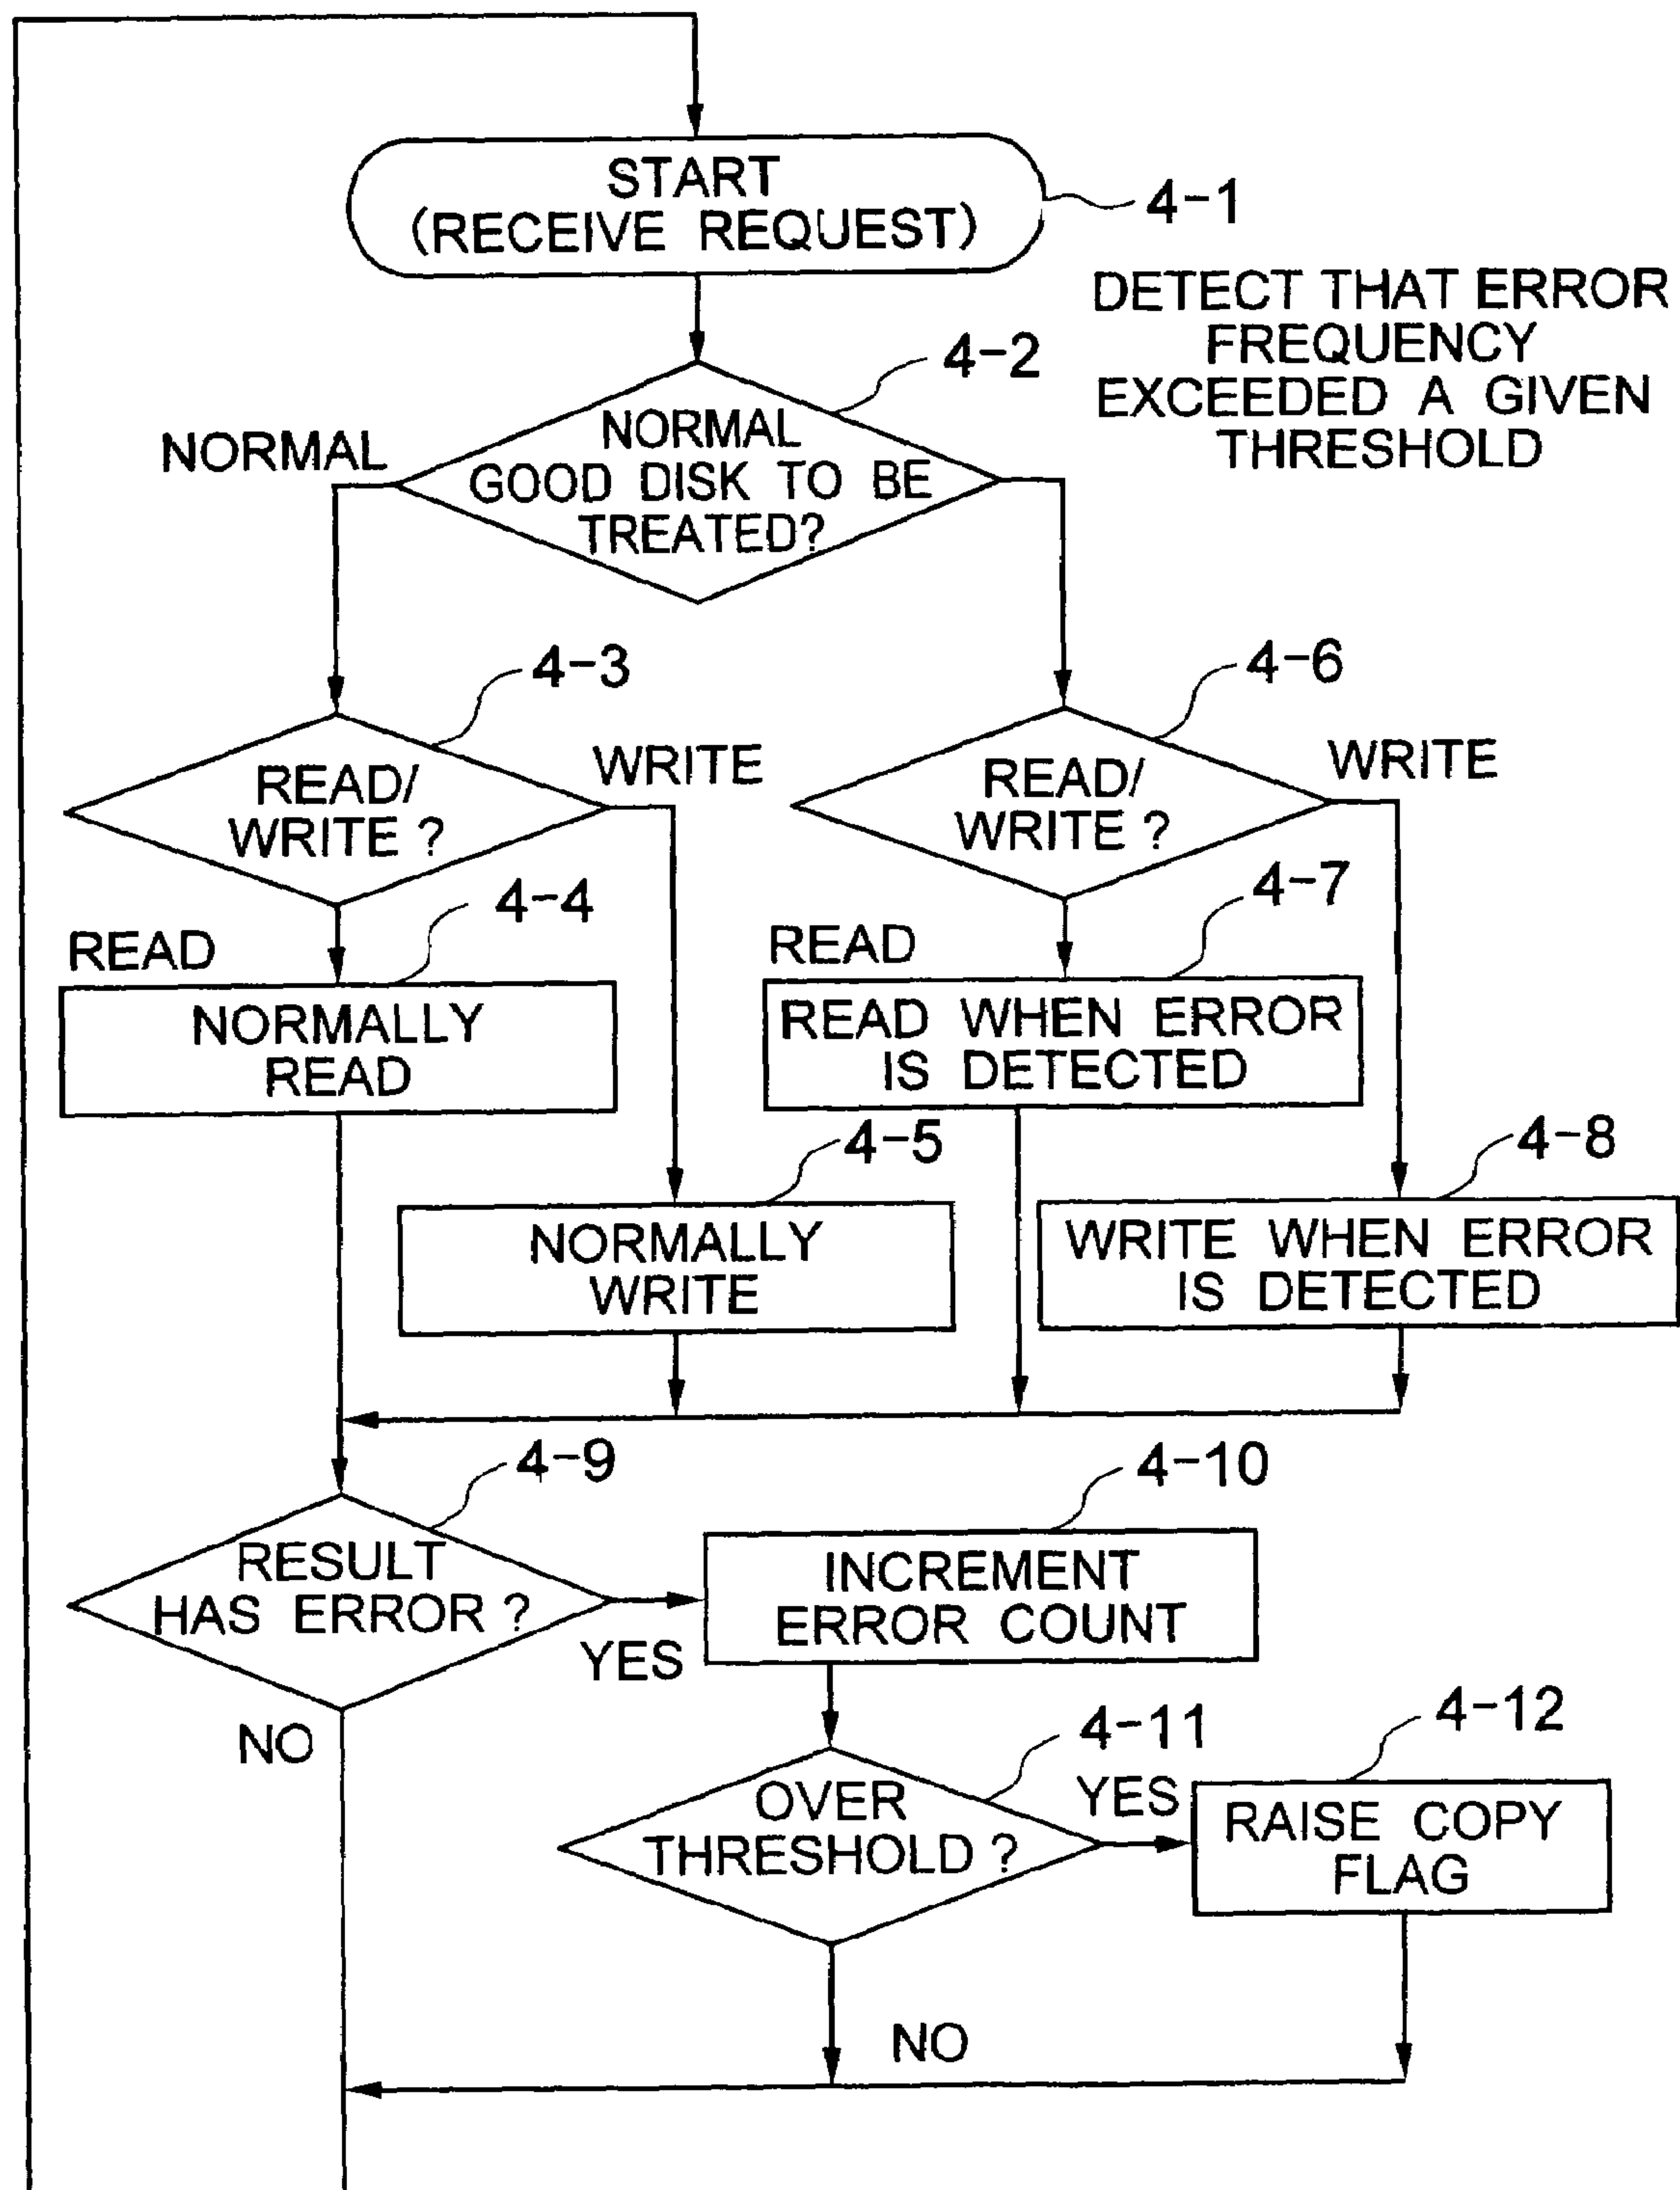 START
(RECEIVE REQUEST)
4-1
DETECT THAT ERROR
FREQUENCY
EXCEEDED A GIVEN
THRESHOLD
4-2
NORMAL
NORMAL
GOOD DISK TO BE
TREATED?
4-3
READ/
WRITE ?
WRITE
4-6
READ/
WRITE ?
WRITE
4-4
READ
NORMALLY
READ
4-7
READ
READ WHEN ERROR
IS DETECTED
4-5
NORMALLY
WRITE
4-8
WRITE WHEN ERROR
IS DETECTED
4-9
RESULT
HAS ERROR ?
YES
NO
4-10
INCREMENT
ERROR COUNT
4-11
OVER
THRESHOLD ?
YES
NO
4-12
RAISE COPY
FLAG